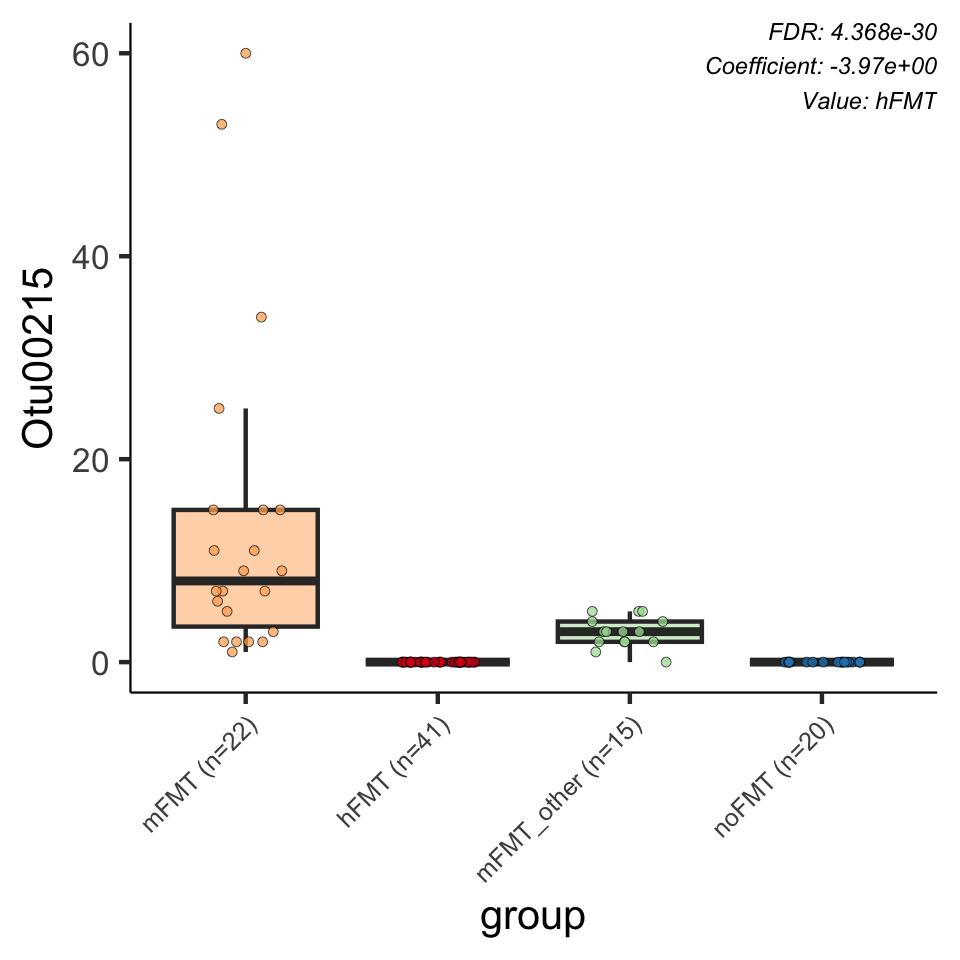 FDR: 4.368e-30
Coefficient: -3.97e+00
Value: hFMT
60
40
20
0
Otu00215
mFMT (n=22)
hFMT (n=41)
mFMT_other (n=15)
noFMT (n=20)
group